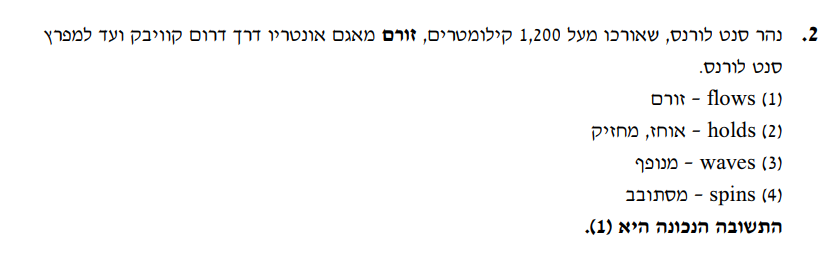 2. נהר סנט לורנס, שאורכו מעל 1,200 קילומטרים, זורם מאגם אונטריו דרך דרום קוויבק ועד למפרץ
סנט לורנס.
(1) flows – זורם
(2) holds – אוחז, מחזיק
(3) waves – מנופף
(4) spins – מסתובב
התשובה הנכונה היא (1).